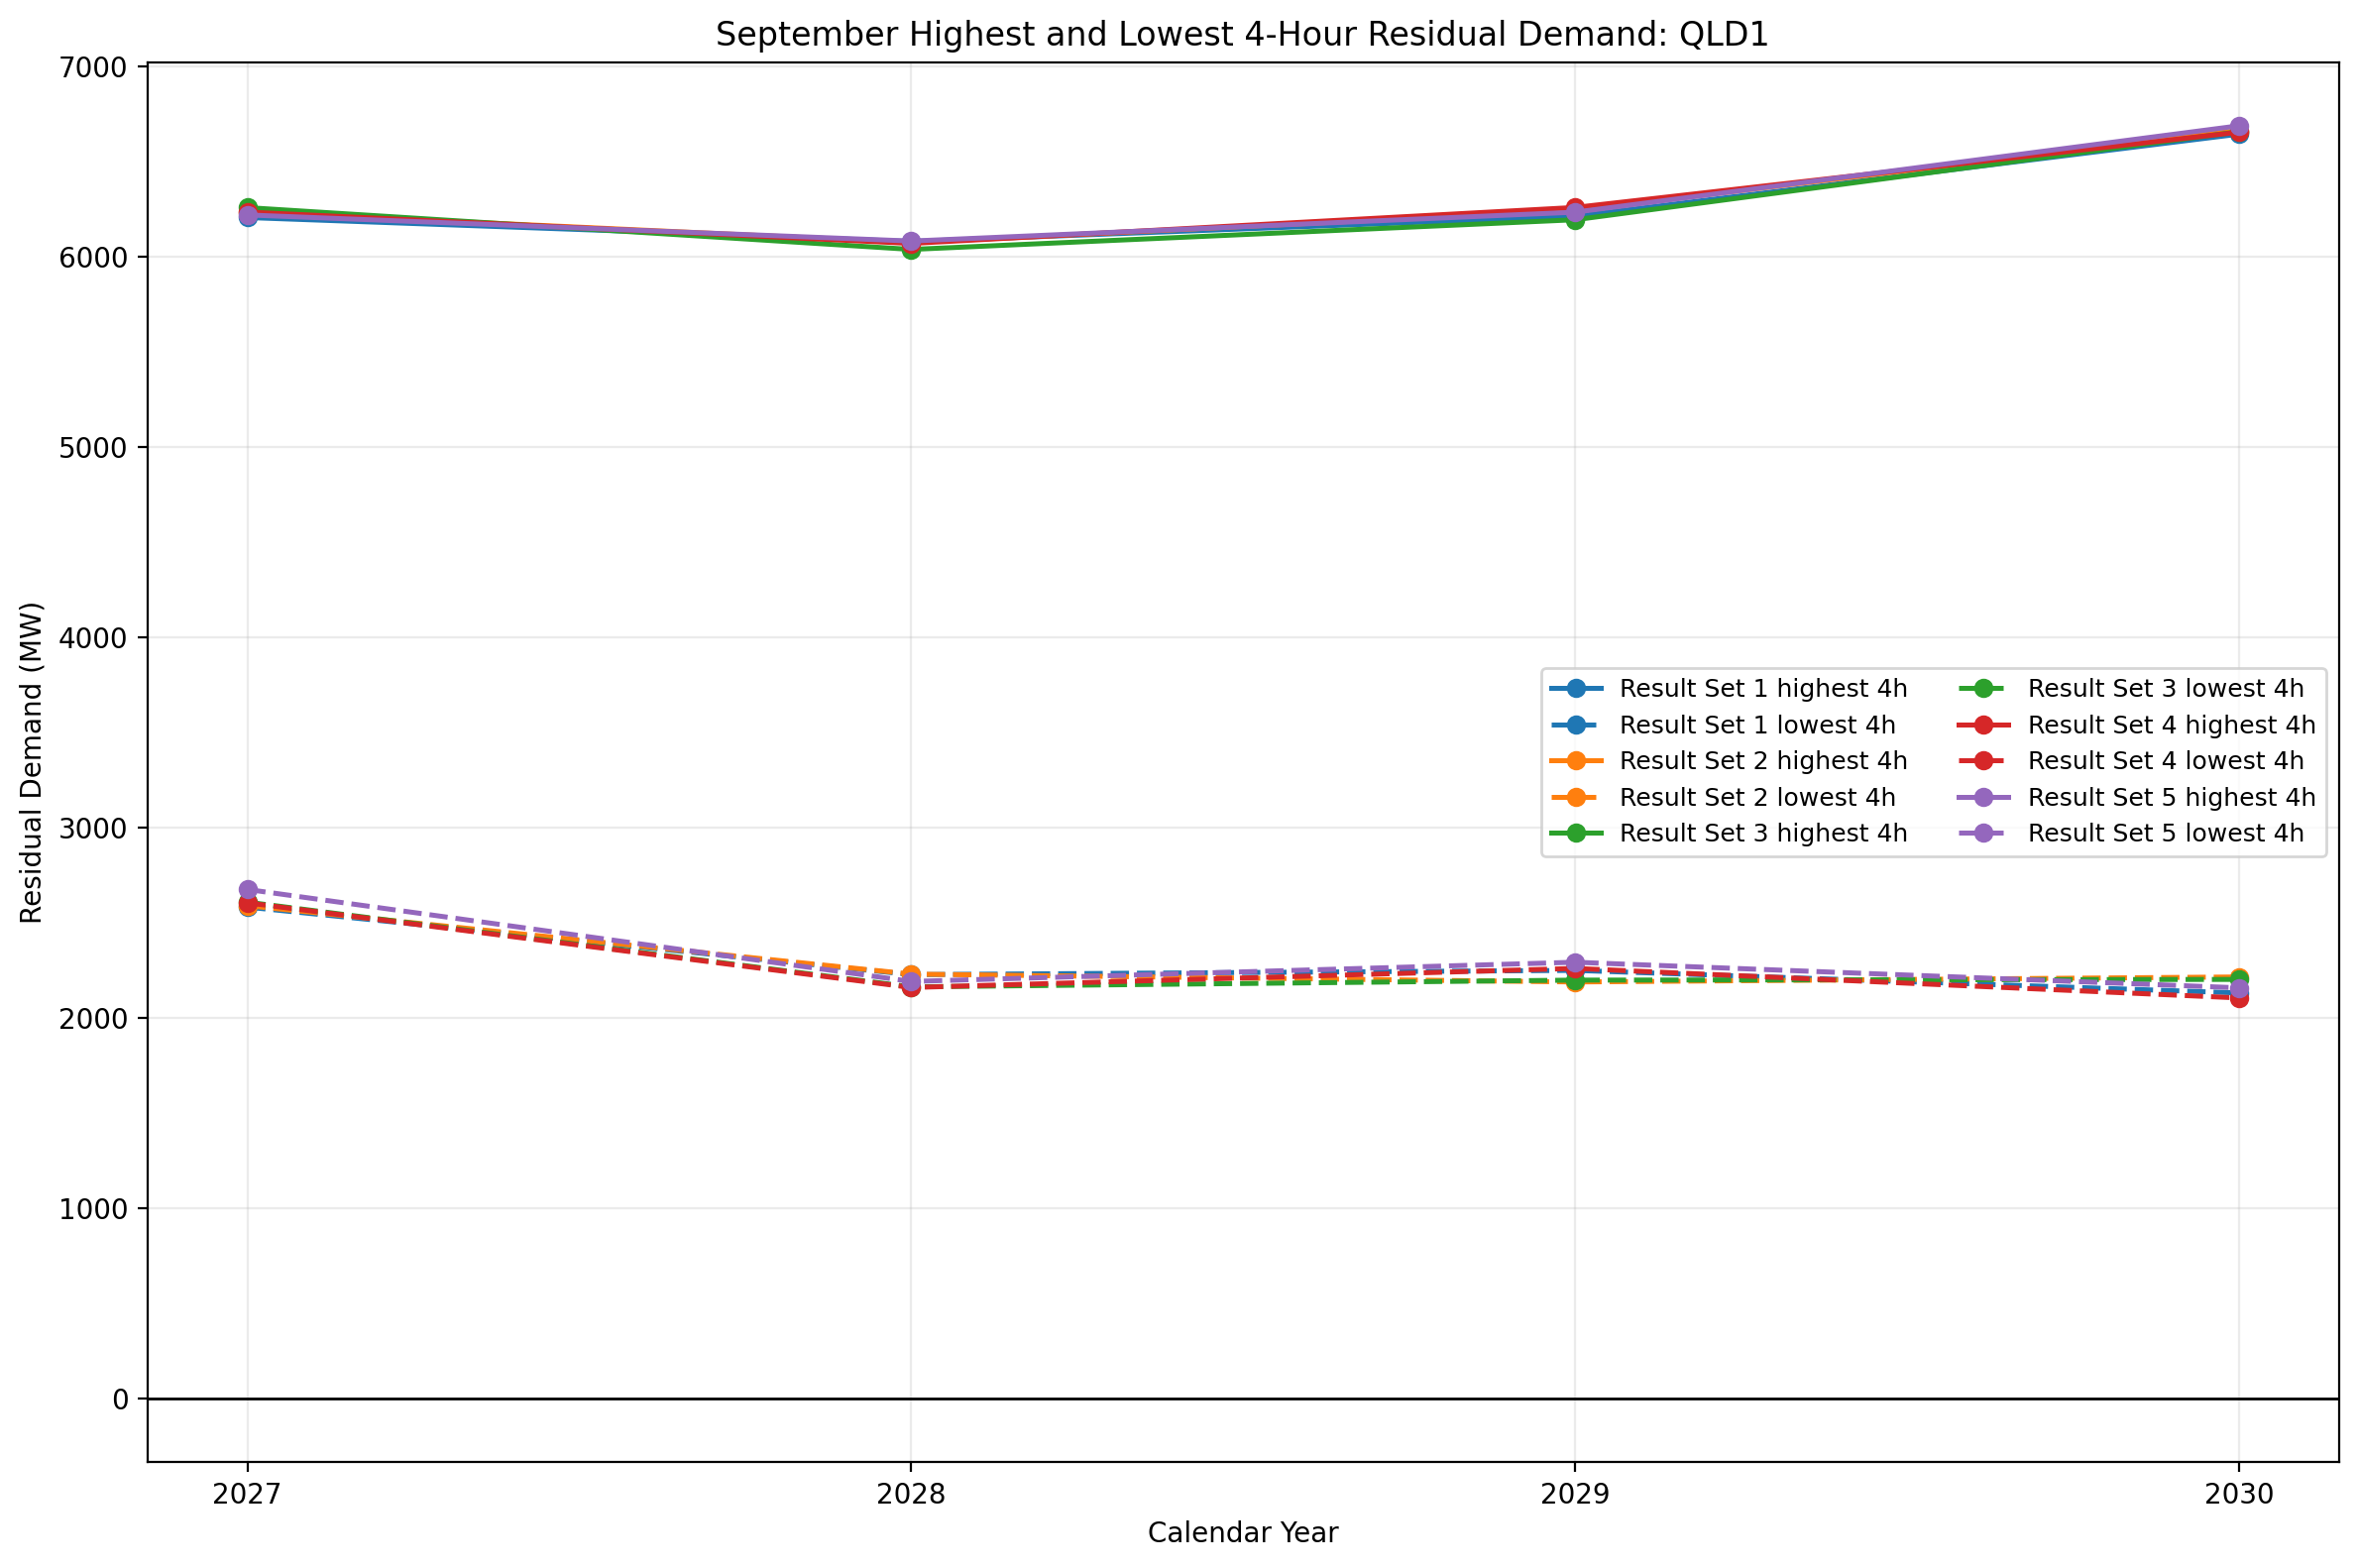 September Highest and Lowest 4-Hour Residual Demand: QLD1
Residual Demand (MW)
7000
6000
5000
4000
3000
2000
1000
0
Result Set 1 highest 4h
Result Set 1 lowest 4h
Result Set 2 highest 4h
Result Set 2 lowest 4h
Result Set 3 highest 4h
Result Set 3 lowest 4h
Result Set 4 highest 4h
Result Set 4 lowest 4h
Result Set 5 highest 4h
Result Set 5 lowest 4h
2027 2028 2029 2030
Calendar Year